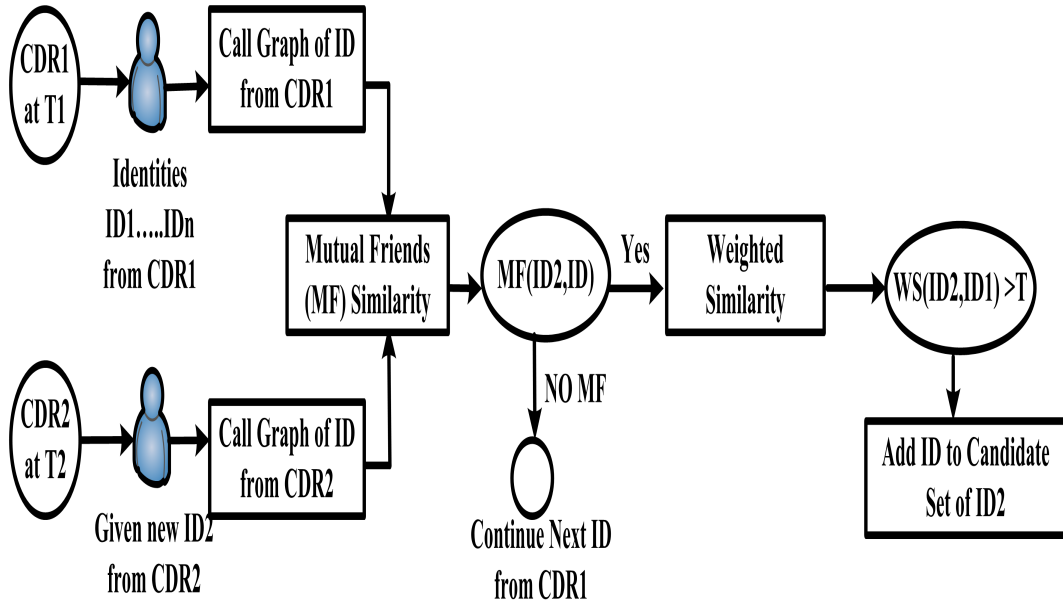 CDR1
at T1
Identities
ID1.....IDn
from CDR1
Call Graph of ID
from CDR1
Mutual Friends
(MF) Similarity
MF(ID2,ID)
Yes
Weighted
Similarity
WS(ID2,ID1) >T
NO MF
CDR2
at T2
Given new ID2
from CDR2
Call Graph of ID
from CDR2
Continue Next ID
from CDR1
Add ID to Candidate
Set of ID2